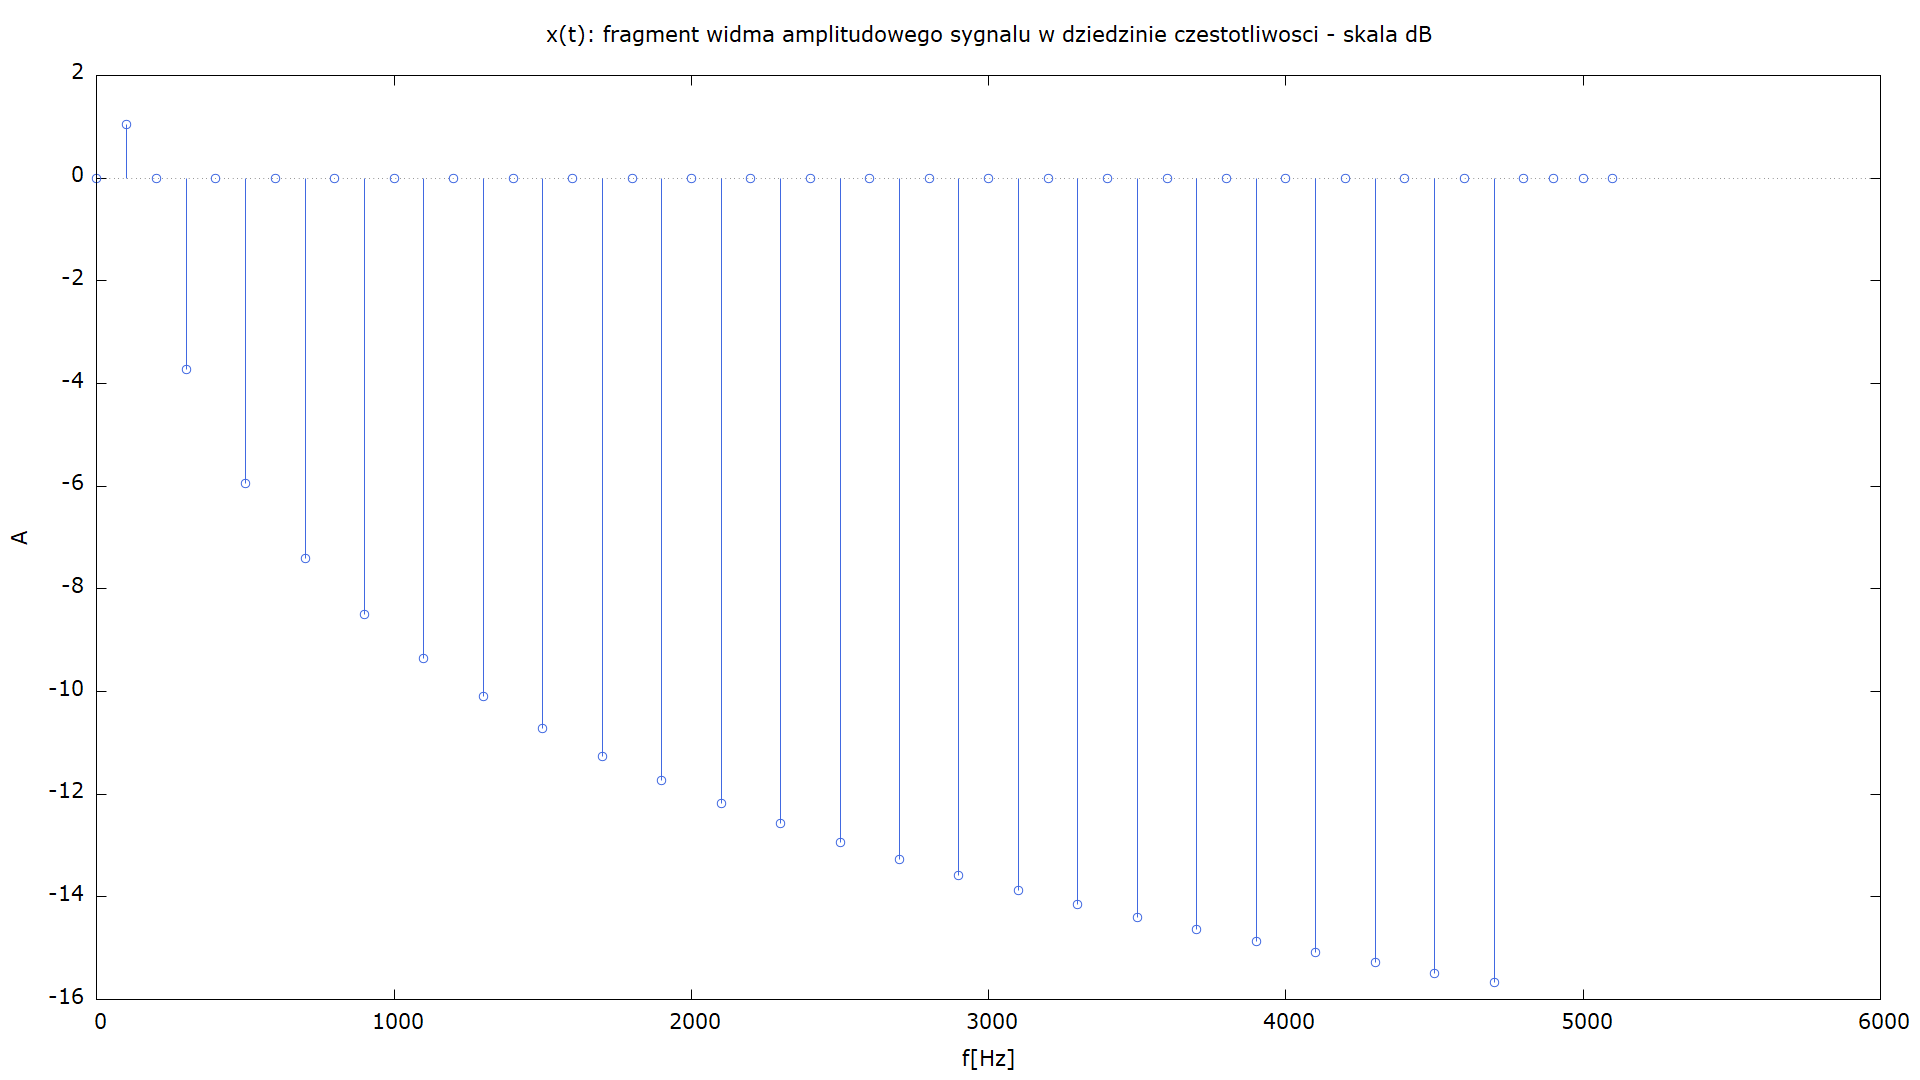 x(t): fragment widma amplitudowego sygnalu w dziedzinie czestotliwosci - skala dB
2
0
-2
-4
-6
-8
-10
-12
-14
-16
A
0 1000 2000 3000 4000 5000 6000
f[Hz]